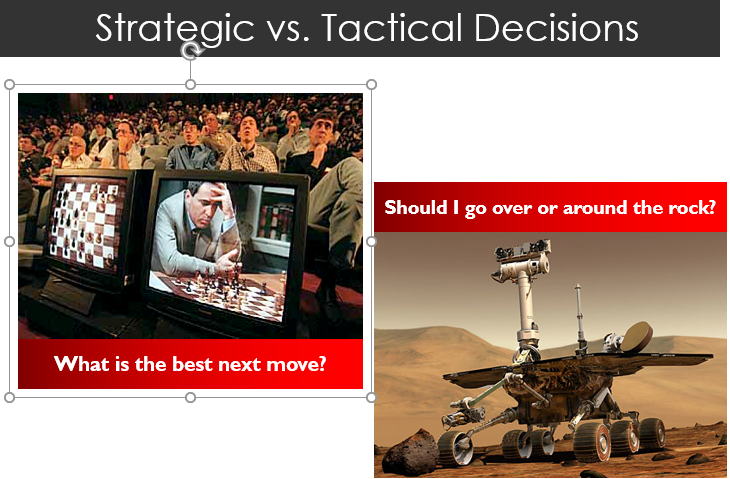 Strategic vs. Tactical Decisions
Should I go over or around the rock?
What is the best next move?